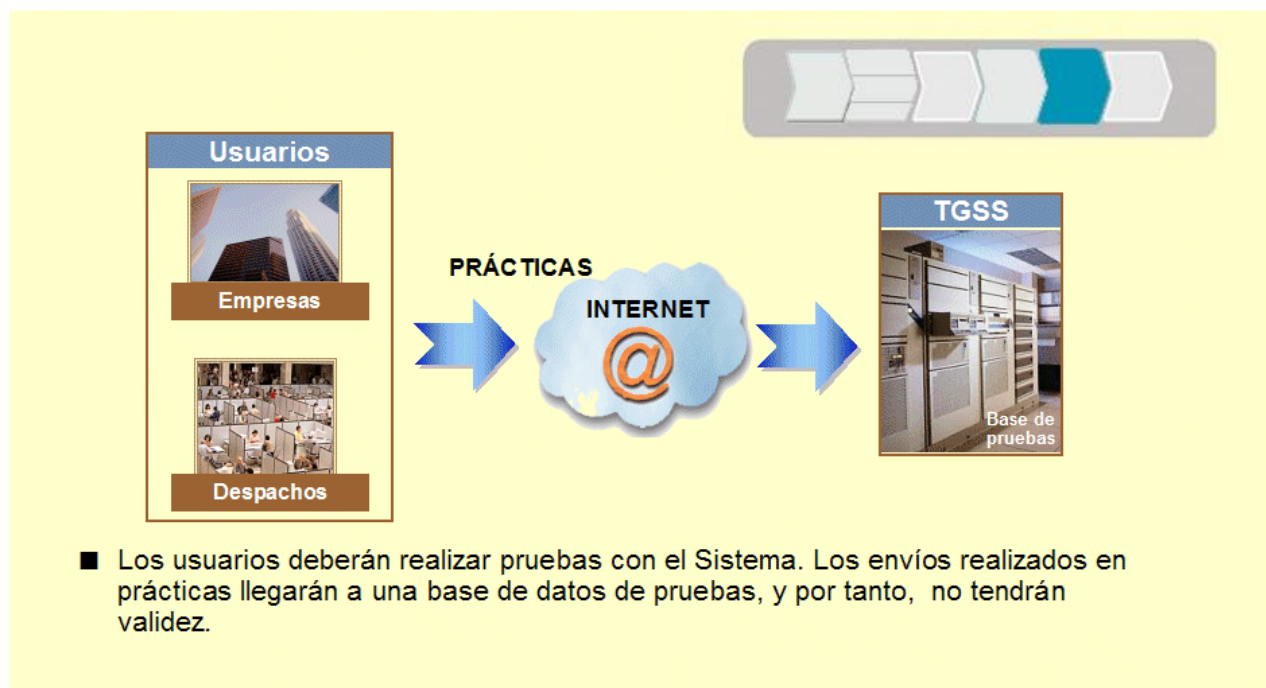 Usuarios
Empresas
Despachos
PRÁCTICAS
INTERNET
@
TGSS
Base de
pruebas
■ Los usuarios deberán realizar pruebas con el Sistema. Los envíos realizados en
prácticas llegarán a una base de datos de pruebas, y por tanto, no tendrán
validez.